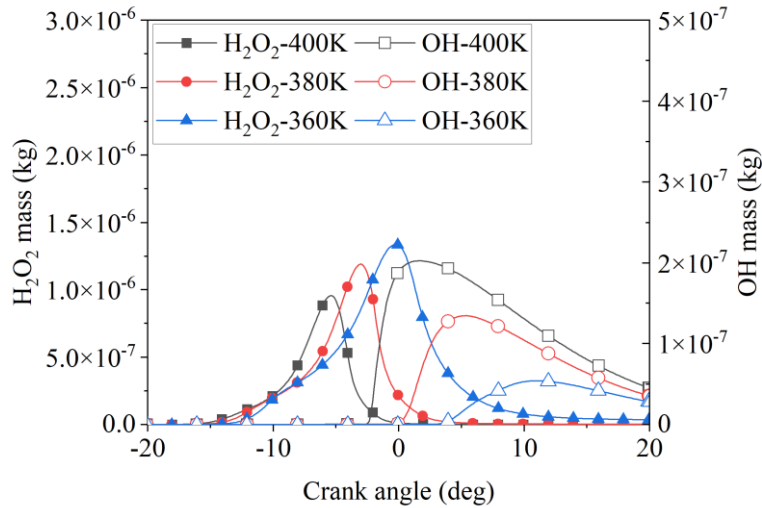 3.0×10⁻⁶
2.5×10⁻⁶
2.0×10⁻⁶
1.5×10⁻⁶
1.0×10⁻⁶
5.0×10⁻⁷
0.0
H₂O₂ mass (kg)
H₂O₂-400K OH-400K
H₂O₂-380K OH-380K
H₂O₂-360K OH-360K
5×10⁻⁷
4×10⁻⁷
3×10⁻⁷
2×10⁻⁷
1×10⁻⁷
0
OH mass (kg)
-20 -10 0 10 20
Crank angle (deg)